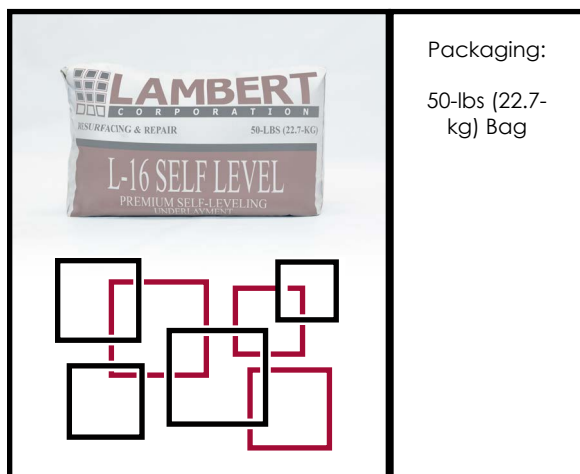 LAMBERT
CORPORATION
RESURFACING & REPAIR 50-LBS (22.7-KG)
L-16 SELF LEVEL
PREMIUM SELF-LEVELING
UNDERLAYMENT
Packaging:
50-lbs (22.7-
kg) Bag